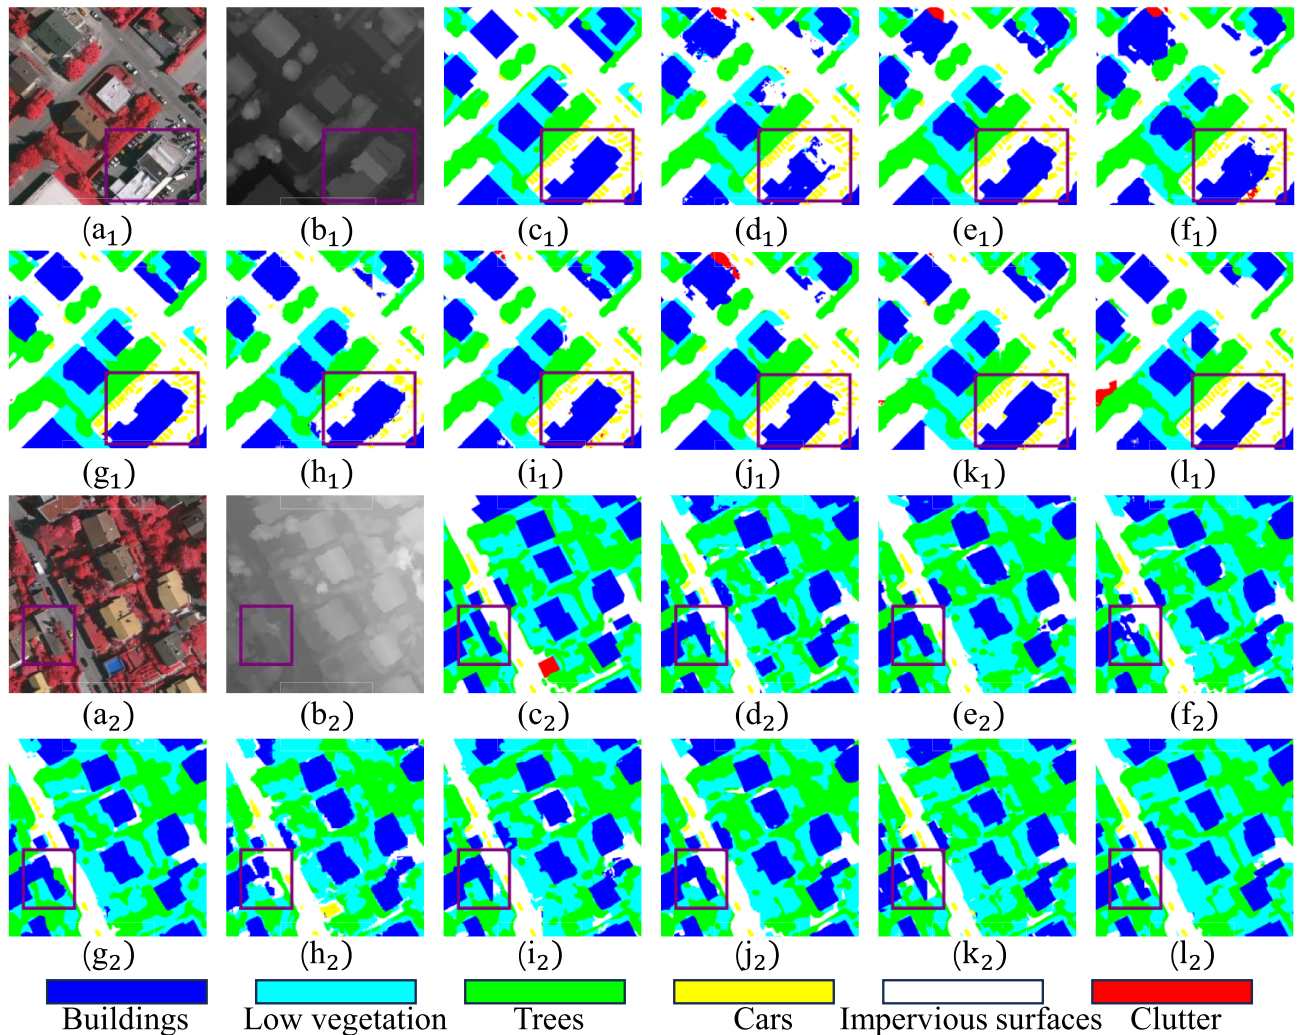 (a₁) (b₁) (c₁) (d₁) (e₁) (f₁)
(g₁) (h₁) (i₁) (j₁) (k₁) (l₁)
(a₂) (b₂) (c₂) (d₂) (e₂) (f₂)
(g₂) (h₂) (i₂) (j₂) (k₂) (l₂)
Buildings Low vegetation Trees Cars Impervious surfaces Clutter